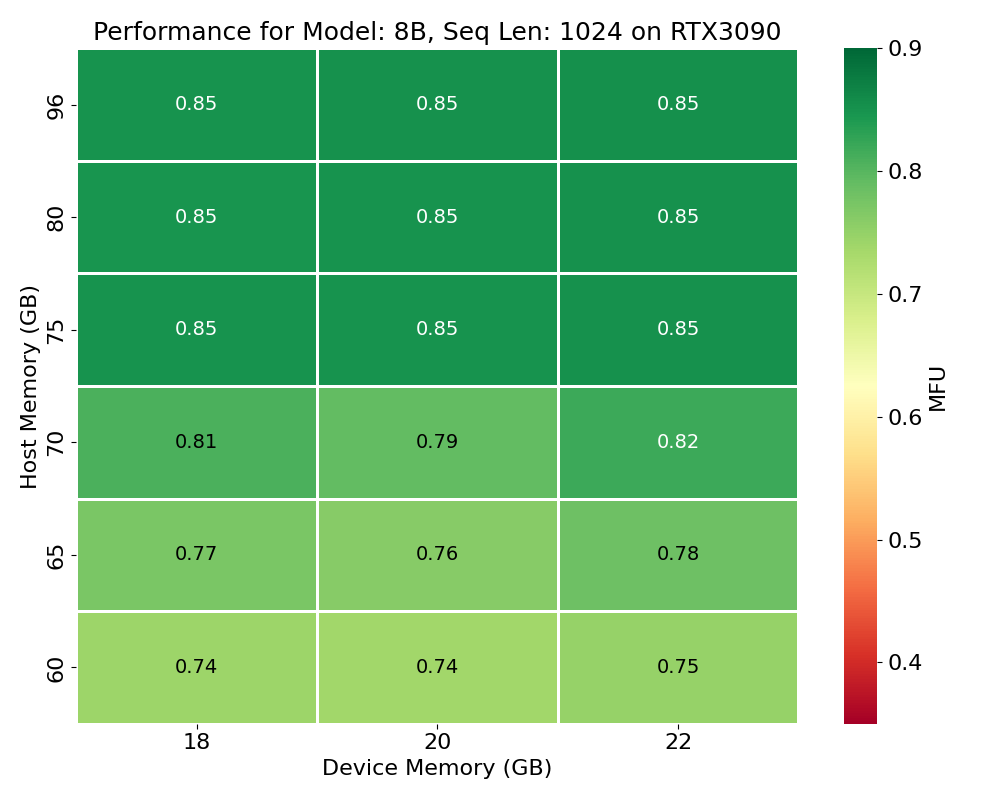 Performance for Model: 8B, Seq Len: 1024 on RTX3090
Host Memory (GB)
96
0.85 0.85 0.85
80
0.85 0.85 0.85
75
0.85 0.85 0.85
70
0.81 0.79 0.82
65
0.77 0.76 0.78
60
0.74 0.74 0.75
18 20 22
Device Memory (GB)
0.9
0.8
0.7
0.6
0.5
0.4
MFU